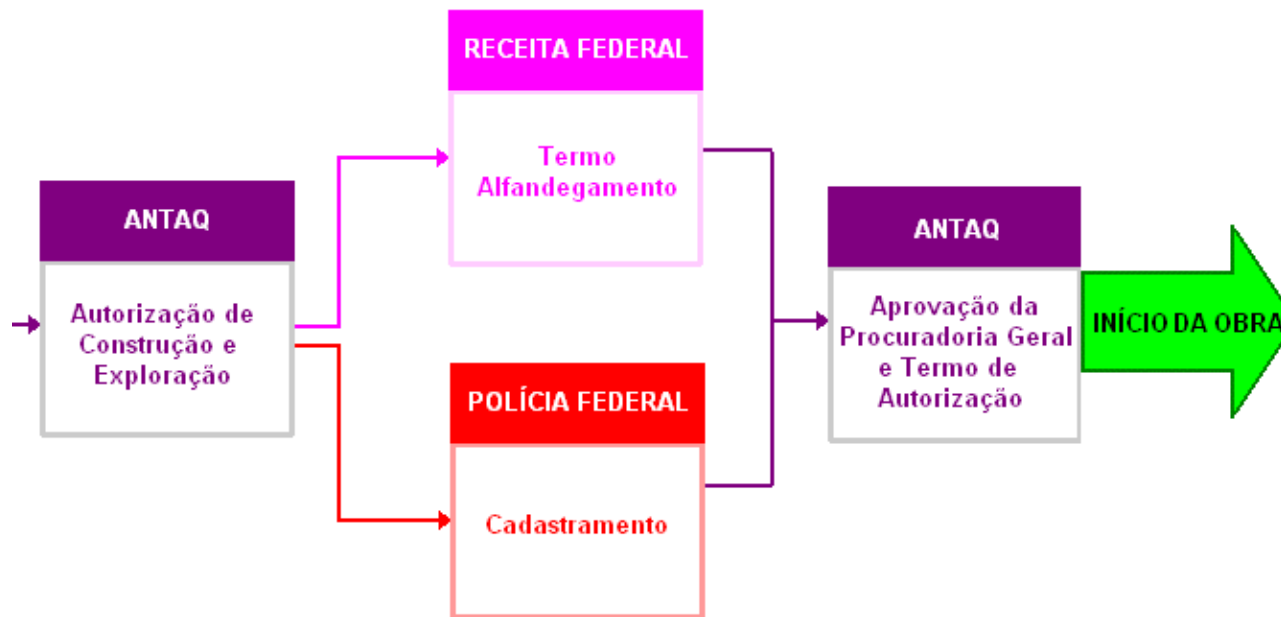 ANTAQ
Autorização de
Construção e
Exploração
RECEITA FEDERAL
Termo
Alfandegamento
POLÍCIA FEDERAL
Cadastramento
ANTAQ
Aprovação da
Procuradoria Geral
e Termo de
Autorização
INÍCIO DA OBRA